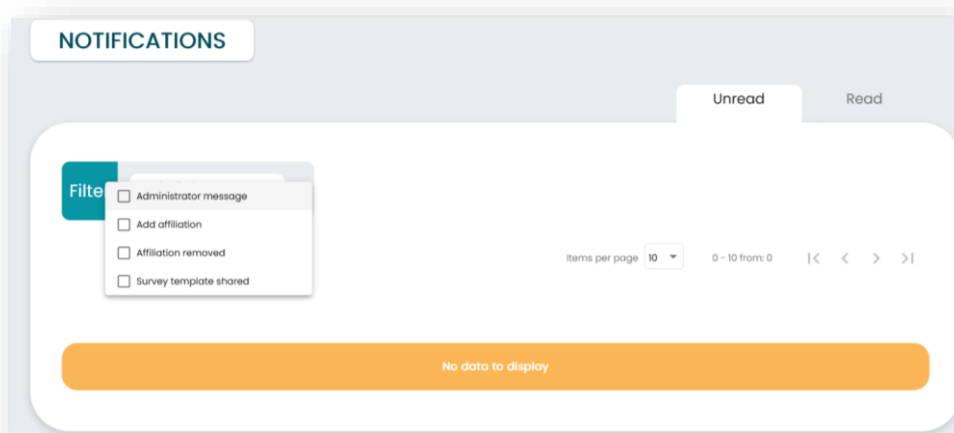 NOTIFICATIONS
Unread Read
Filte
Administrator message
Add affiliation
Affiliation removed
Survey template shared
Items per page 10 0 - 10 from: 0
No data to display